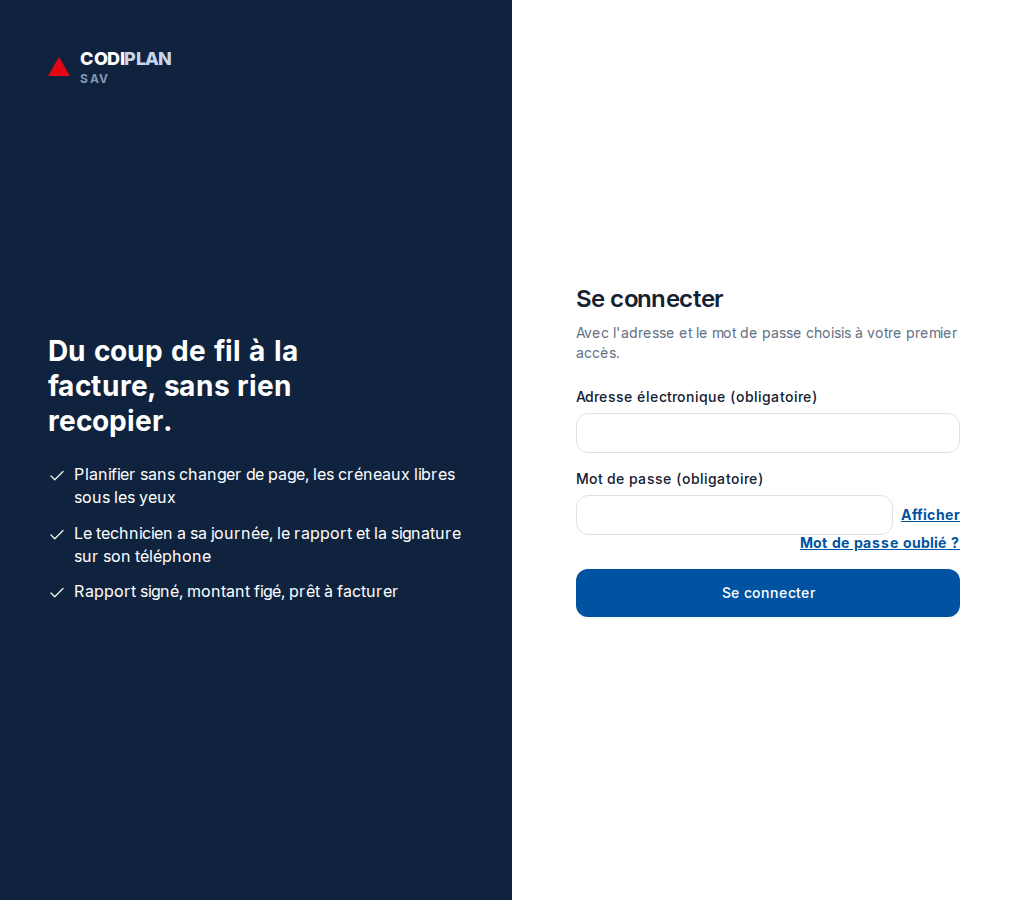 CODIPLAN
SAV
Du coup de fil à la
facture, sans rien
recopier.
Planifier sans changer de page, les créneaux libres
sous les yeux
Le technicien a sa journée, le rapport et la signature
sur son téléphone
Rapport signé, montant figé, prêt à facturer
Se connecter
Avec l'adresse et le mot de passe choisis à votre premier
accès.
Adresse électronique (obligatoire)
Mot de passe (obligatoire)
Afficher
Mot de passe oublié ?
Se connecter